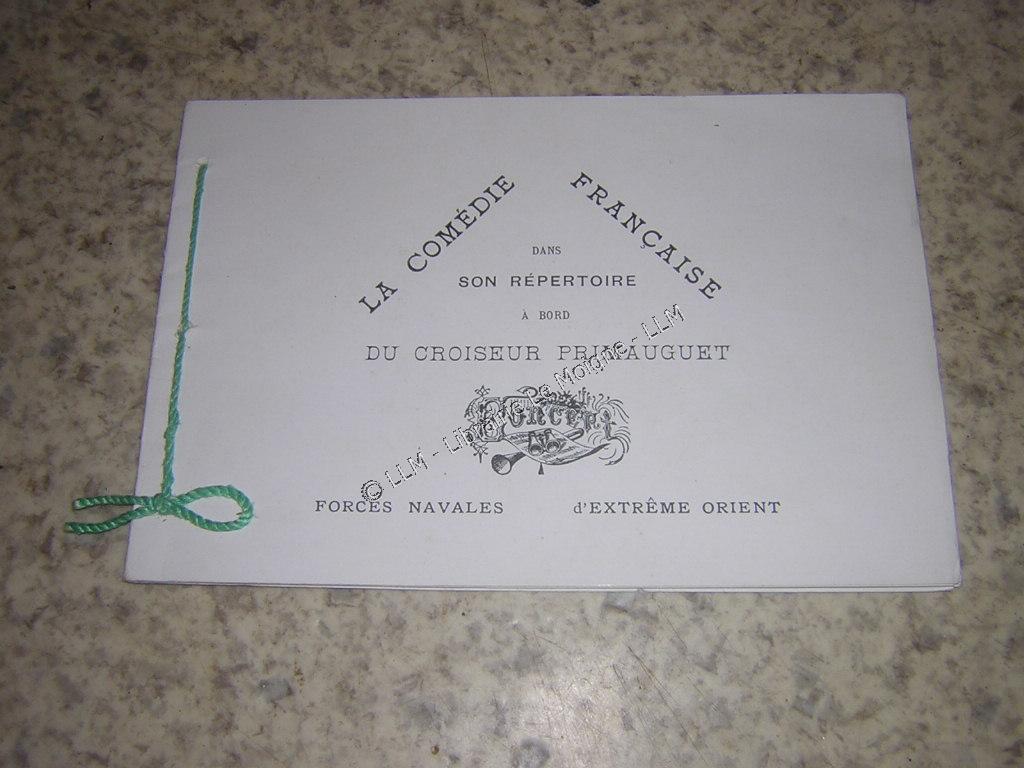 LA COMÉDIE FRANÇAISE
DANS
SON RÉPERTOIRE
À BORD
DU CROISEUR PRIMAUGUET
CONCERT
FORCES NAVALES d'EXTRÊME ORIENT
© LLM - Librairie Le Moigne - LLM